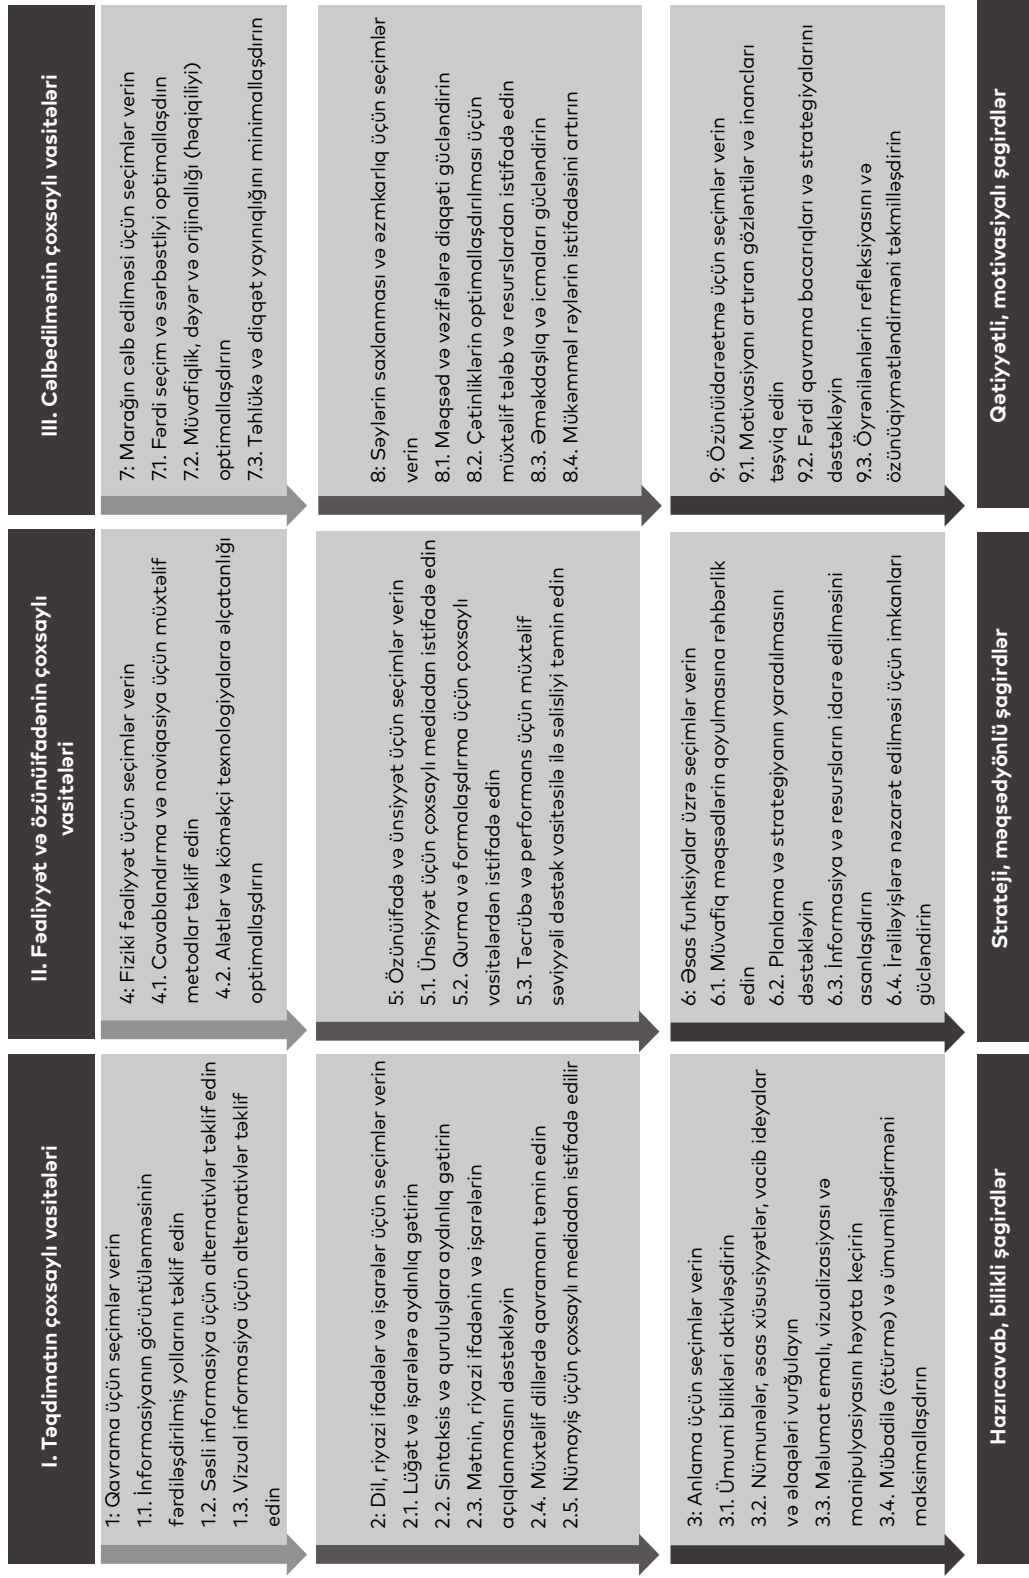 I. Təqdimatın çoxsaylı vasitələri
1: Qavrama üçün seçimlər verin
1.1. İnformasiyanın görüntülənməsinin
fərdiləşdirilmiş yollarını təklif edin
1.2. Səsli informasiya üçün alternativlər təklif edin
1.3. Vizual informasiya üçün alternativlər təklif
edin
2: Dil, riyazi ifadələr və işarələr üçün seçimlər verin
2.1. Lüğət və işarələrə aydınlıq gətirin
2.2. Sintaksis və quruluşlara aydınlıq gətirin
2.3. Mətnin, riyazi ifadənin və işarələrin
açıqlanmasını dəstəkləyin
2.4. Müxtəlif dillərdə qavramanı təmin edin
2.5. Nümayiş üçün çoxsaylı mediadan istifadə edilir
3: Anlama üçün seçimlər verin
3.1. Ümumi bilikləri aktivləşdirin
3.2. Nümunələr, əsas xüsusiyyətlər, vacib ideyalar
və əlaqələri vurğulayın
3.3. Məlumat emalı, vizualizasiyası və
manipulyasiyasını həyata keçirin
3.4. Mübadilə (ötürmə) və ümumiləşdirməni
maksimallaşdırın
Hazırcavab, bilikli şagirdlər
II. Fəaliyyət və özünüifadənin çoxsaylı
vasitələri
4: Fiziki fəaliyyət üçün seçimlər verin
4.1. Cavablandırma və naviqasiya üçün müxtəlif
metodlar təklif edin
4.2. Alətlər və köməkçi texnologiyalara əlçatanlığı
optimallaşdırın
5: Özünüifadə və ünsiyyət üçün seçimlər verin
5.1. Ünsiyyət üçün çoxsaylı mediadan istifadə edin
5.2. Qurma və formalaşdırma üçün çoxsaylı
vasitələrdən istifadə edin
5.3. Təcrübə və performans üçün müxtəlif
səviyyəli dəstək vasitəsilə ilə səlisliyi təmin edin
6: Əsas funksiyalar üzrə seçimlər verin
6.1. Müvafiq məqsədlərin qoyulmasına rəhbərlik
edin
6.2. Planlama və strategiyanın yaradılmasını
dəstəkləyin
6.3. İnformasiya və resursların idarə edilməsini
asanlaşdırın
6.4. İrəliləyişlərə nəzarət edilməsi üçün imkanları
gücləndirin
Strateji, məqsədyönlü şagirdlər
III. Cəlbedilmənin çoxsaylı vasitələri
7: Marağın cəlb edilməsi üçün seçimlər verin
7.1. Fərdi seçim və sərbəstliyi optimallaşdıın
7.2. Müvafiqlik, dəyər və orijinallığı (həqiqiliyi)
optimallaşdırın
7.3. Təhlükə və diqqət yayınıqlığını minimallaşdırın
8: Səylərin saxlanması və əzmkarlıq üçün seçimlər
verin
8.1. Məqsəd və vəzifələrə diqqəti gücləndirin
8.2. Çətinliklərin optimallaşdırılması üçün
müxtəlif tələb və resurslardan istifadə edin
8.3. Əməkdaşlıq və icmaları gücləndirin
8.4. Mükəmməl rəylərin istifadəsini artırın
9: Özünüidarəetmə üçün seçimlər verin
9.1. Motivasiyanı artıran gözləntilər və inancları
təşviq edin
9.2. Fərdi qavrama bacarıqları və strategiyalarını
dəstəkləyin
9.3. Öyrənilənlərin refleksiyasını və
özünüqiymətləndirməni təkmilləşdirin
Qətiyyətli, motivasiyalı şagirdlər